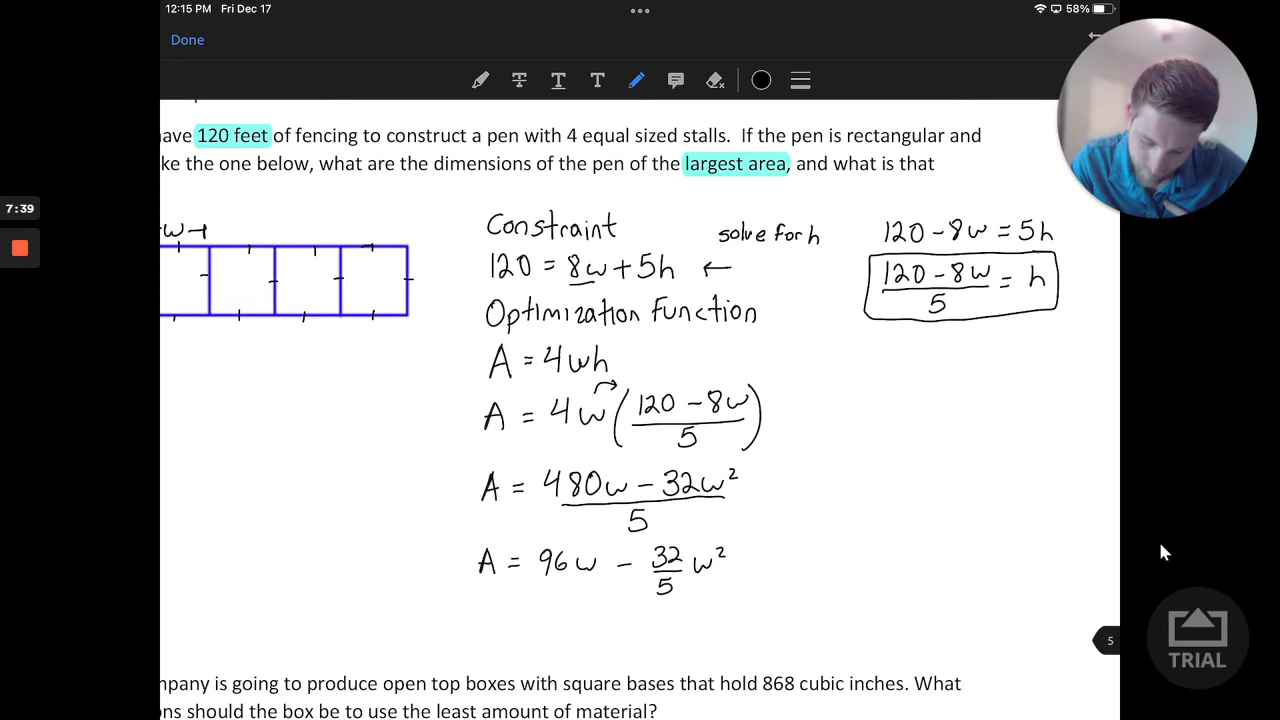 12:15 PM Fri Dec 17
58%
Done
T T T
ave 120 feet of fencing to construct a pen with 4 equal sized stalls. If the pen is rectangular and
ke the one below, what are the dimensions of the pen of the largest area, and what is that
7:39
w
Constraint
120 = 8w + 5h ←
solve for h
120 - 8w = 5h
(120 - 8w)/5 = h
Optimization Function
A = 4wh
A = 4w((120 - 8w)/5)
A = (480w - 32w²)/5
A = 96w - 32/5 w²
5
TRIAL
mpany is going to produce open top boxes with square bases that hold 868 cubic inches. What
ons should the box be to use the least amount of material?